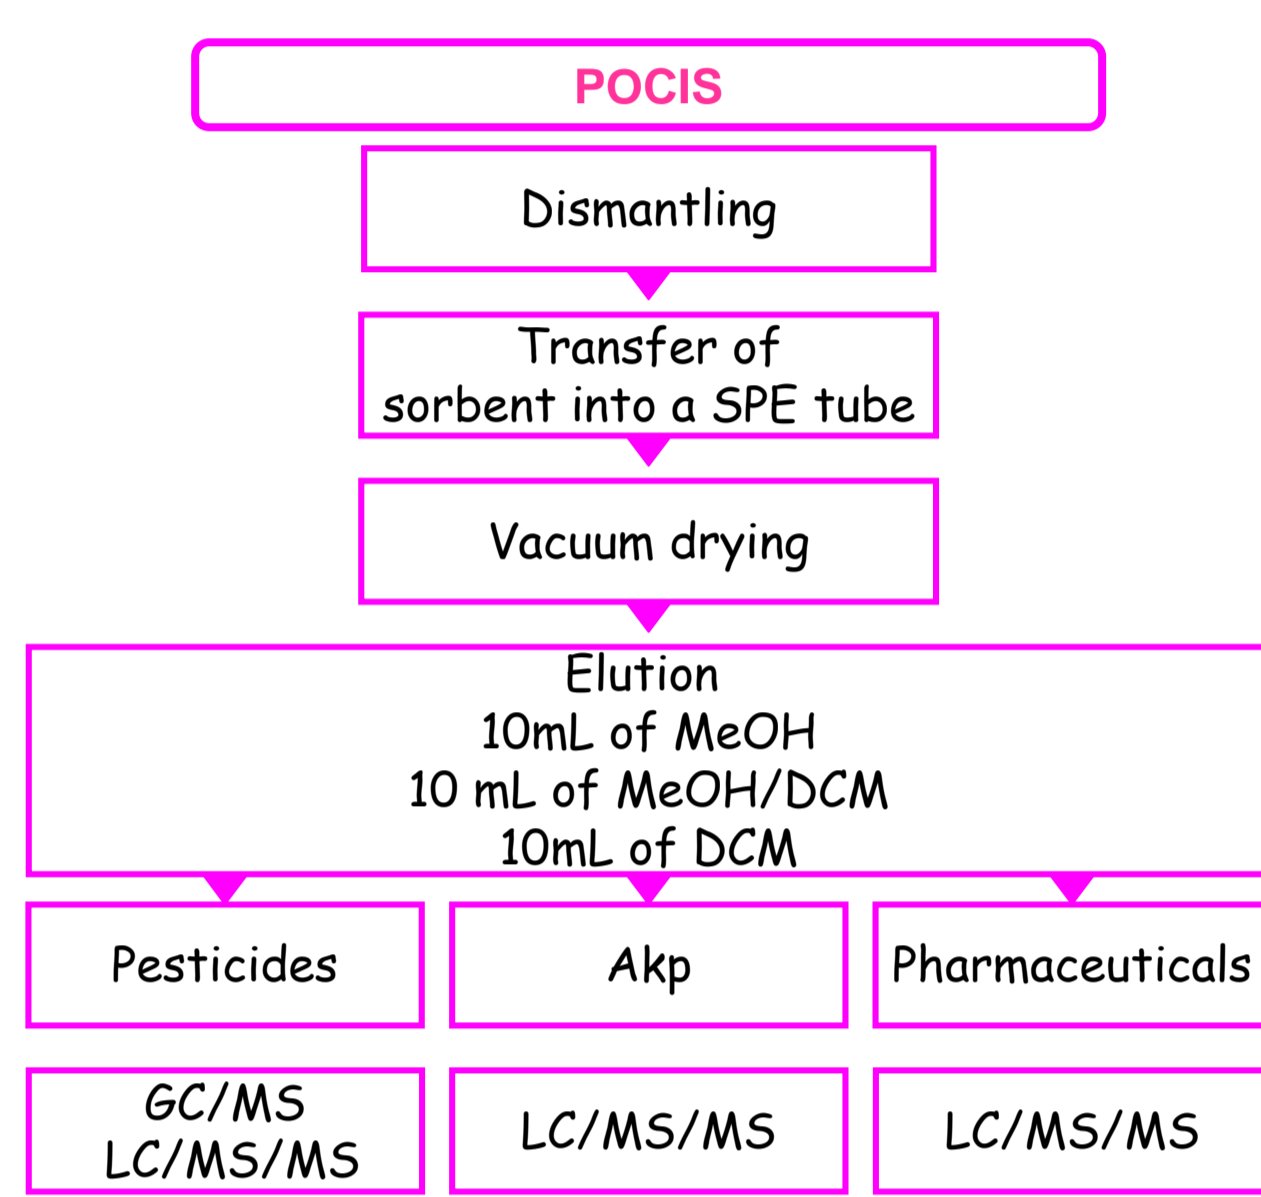 POCIS
Dismantling
Transfer of
sorbent into a SPE tube
Vacuum drying
Elution
10mL of MeOH
10 mL of MeOH/DCM
10mL of DCM
Pesticides
Akp
Pharmaceuticals
GC/MS
LC/MS/MS
LC/MS/MS
LC/MS/MS